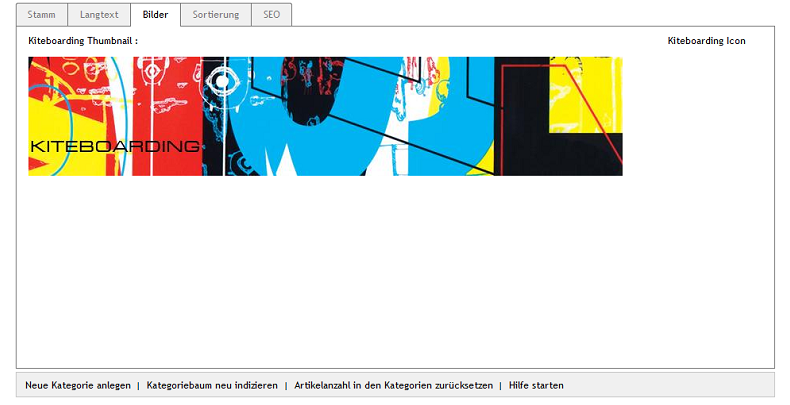 Stamm Langtext Bilder Sortierung SEO
Kiteboarding Thumbnail : Kiteboarding Icon
KITEBOARDING
Neue Kategorie anlegen | Kategoriebaum neu indizieren | Artikelanzahl in den Kategorien zurücksetzen | Hilfe starten